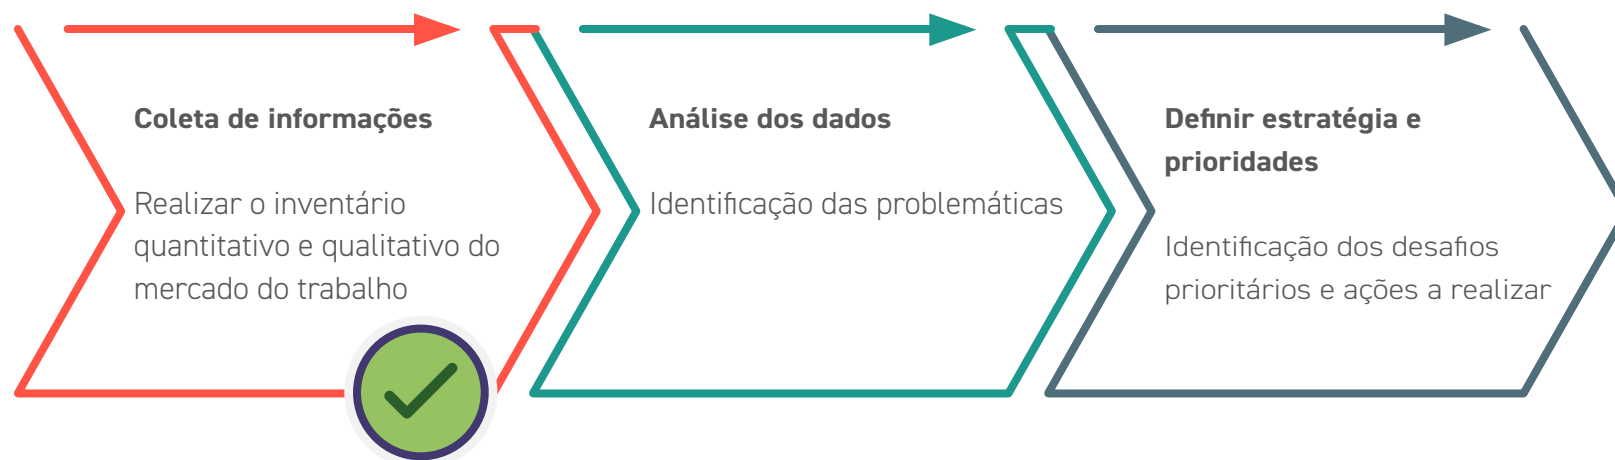 Coleta de informações
Realizar o inventário
quantitativo e qualitativo do
mercado do trabalho
Análise dos dados
Identificação das problemáticas
Definir estratégia e
prioridades
Identificação dos desafios
prioritários e ações a realizar